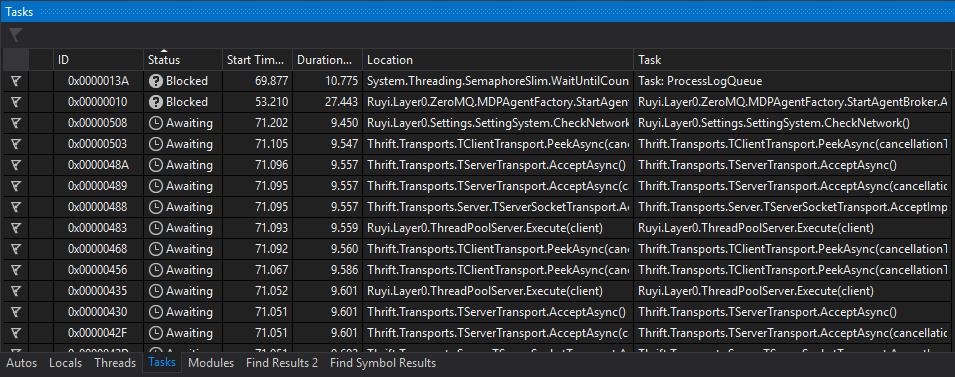 Tasks
ID Status Start Tim... Duration... Location Task
0x0000013A ? Blocked 69.877 10.775 System.Threading.SemaphoreSlim.WaitUntilCoun Task: ProcessLogQueue
0x00000010 ? Blocked 53.210 27.443 Ruyi.Layer0.ZeroMQ.MDPAgentFactory.StartAgent Ruyi.Layer0.ZeroMQ.MDPAgentFactory.StartAgentBroker.A
0x00000508 Awaiting 71.202 9.450 Ruyi.Layer0.Settings.SettingSystem.CheckNetwork Ruyi.Layer0.Settings.SettingSystem.CheckNetwork()
0x00000503 Awaiting 71.105 9.547 Thrift.Transports.TClientTransport.PeekAsync(canc Thrift.Transports.TClientTransport.PeekAsync(cancellationT
0x0000048A Awaiting 71.096 9.557 Thrift.Transports.TServerTransport.AcceptAsync() Thrift.Transports.TServerTransport.AcceptAsync()
0x00000489 Awaiting 71.095 9.557 Thrift.Transports.TServerTransport.AcceptAsync(c Thrift.Transports.TServerTransport.AcceptAsync(cancellatio
0x00000488 Awaiting 71.095 9.557 Thrift.Transports.Server.TServerSocketTransport.A Thrift.Transports.Server.TServerSocketTransport.AcceptImp
0x00000483 Awaiting 71.093 9.559 Ruyi.Layer0.ThreadPoolServer.Execute(client) Ruyi.Layer0.ThreadPoolServer.Execute(client)
0x00000468 Awaiting 71.092 9.560 Thrift.Transports.TClientTransport.PeekAsync(canc Thrift.Transports.TClientTransport.PeekAsync(cancellationT
0x00000456 Awaiting 71.067 9.586 Thrift.Transports.TClientTransport.PeekAsync(canc Thrift.Transports.TClientTransport.PeekAsync(cancellationT
0x00000435 Awaiting 71.052 9.601 Ruyi.Layer0.ThreadPoolServer.Execute(client) Ruyi.Layer0.ThreadPoolServer.Execute(client)
0x00000430 Awaiting 71.051 9.601 Thrift.Transports.TServerTransport.AcceptAsync() Thrift.Transports.TServerTransport.AcceptAsync()
0x0000042F Awaiting 71.051 9.601 Thrift.Transports.TServerTransport.AcceptAsync(c Thrift.Transports.TServerTransport.AcceptAsync(cancellatio
Autos Locals Threads Tasks Modules Find Results 2 Find Symbol Results